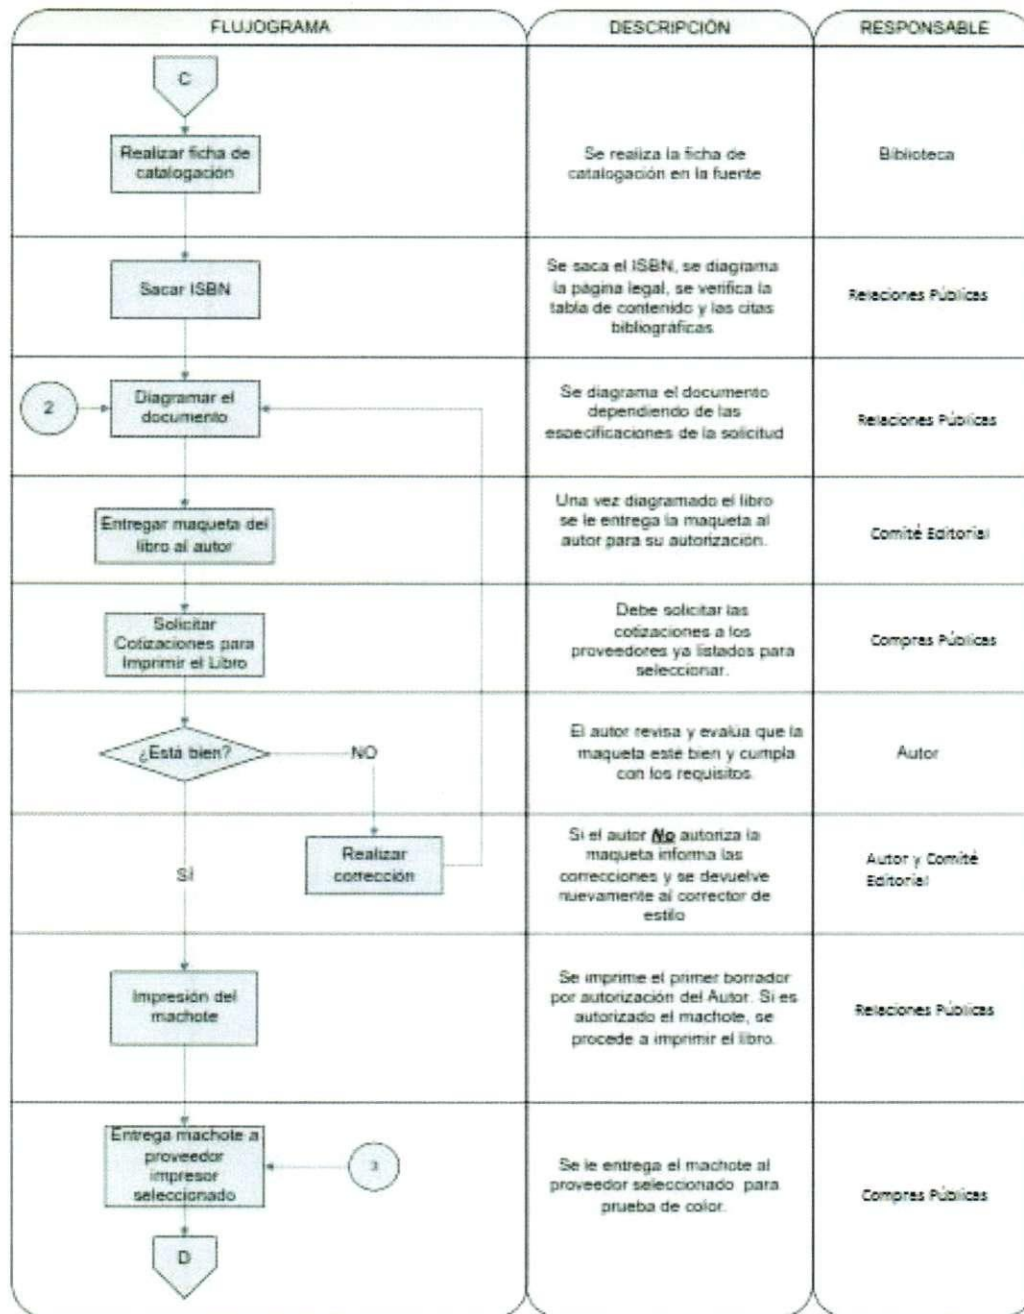 FLUJOGRAMA
DESCRIPCIÓN
RESPONSABLE
C
Realizar ficha de
catalogación
Se realiza la ficha de
catalogación en la fuente
Biblioteca
Sacar ISBN
Se saca el ISBN, se diagrama
la página legal, se verifica la
tabla de contenido y las citas
bibliográficas
Relaciones Públicas
2
Diagramar el
documento
Se diagrama el documento
dependiendo de las
especificaciones de la solicitud
Relaciones Públicas
Entregar maqueta del
libro al autor
Una vez diagramado el libro
se le entrega la maqueta al
autor para su autorización.
Comité Editorial
Solicitar
Cotizaciones para
Imprimir el Libro
Debe solicitar las
cotizaciones a los
proveedores ya listados para
seleccionar.
Compras Públicas
¿Está bien?
NO
El autor revisa y evalúa que la
maqueta esté bien y cumpla
con los requisitos.
Autor
SÍ
Realizar
corrección
Si el autor No autoriza la
maqueta informa las
correcciones y se devuelve
nuevamente al corrector de
estilo
Autor y Comité
Editorial
Impresión del
machote
Se imprime el primer borrador
por autorización del Autor. Si es
autorizado el machote, se
procede a imprimir el libro.
Relaciones Públicas
Entrega machote a
proveedor
impresor
seleccionado
3
Se le entrega el machote al
proveedor seleccionado para
prueba de color.
Compras Públicas
D